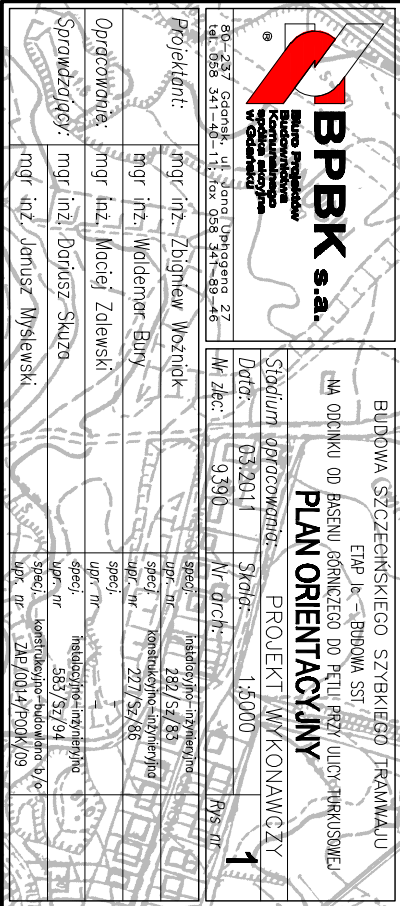 BPBK s.a.
Biuro Projektów
Budownictwa
Komunalnego
spółka akcyjna
w Gdańsku
®
80-237 Gdańsk, ul. Jana Uphagena 27
tel. 058 341-40-11, fax 058 341-89-46
BUDOWA SZCZECIŃSKIEGO SZYBKIEGO TRAMWAJU
ETAP Ic - BUDOWA SST
NA ODCINKU OD BASENU GÓRNICZEGO DO PĘTLI PRZY ULICY TURKUSOWEJ
PLAN ORIENTACYJNY
Stadium opracowania: PROJEKT WYKONAWCZY
Data: 03.2011 Skala: 1:5000 Rys nr 1
Nr zlec: 9390 Nr arch:
Projektant: mgr inż. Zbigniew Woźniak specj. instalacyjno-inżynieryjna
upr. nr 282/Sz/83
mgr inż. Waldemar Bury specj. konstrukcyjno-inżynieryjna
upr. nr 227/Sz/86
Opracowanie: mgr inż. Maciej Zalewski specj. -
upr. nr -
Sprawdzający: mgr inż. Dariusz Skuza specj. instalacyjno-inżynieryjna
upr. nr 583/Sz/94
mgr inż. Janusz Myślewski specj. konstrukcyjno-budowlana b/o
upr. nr ZAP/0014/POOK/09